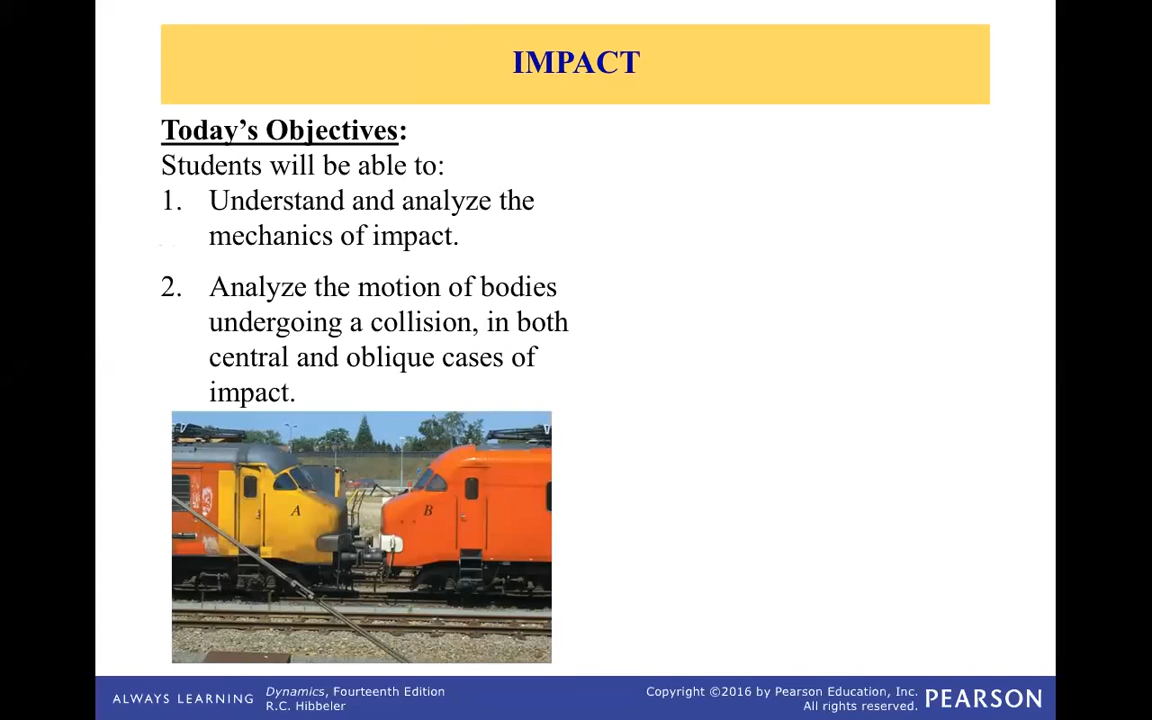 IMPACT
Today’s Objectives:
Students will be able to:
1. Understand and analyze the
mechanics of impact.
2. Analyze the motion of bodies
undergoing a collision, in both
central and oblique cases of
impact.
A
B
ALWAYS LEARNING
Dynamics, Fourteenth Edition
R.C. Hibbeler
Copyright ©2016 by Pearson Education, Inc.
All rights reserved.
PEARSON